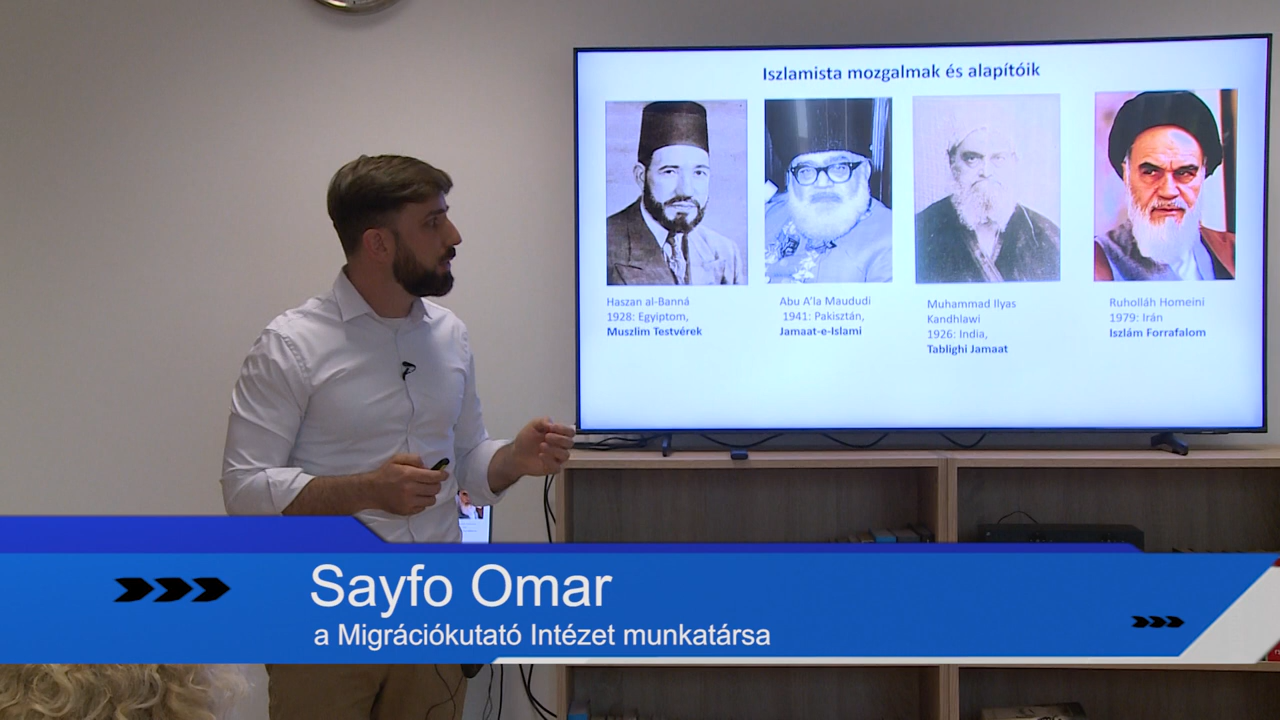 Iszlamista mozgalmak és alapítóik
Haszan al-Banná
1928: Egyiptom,
Muszlim Testvérek
Abu A'la Maududi
1941: Pakisztán,
Jamaat-e-Islami
Muhammad Ilyas
Kandhlawi
1926: India,
Tablighi Jamaat
Ruholláh Homeini
1979: Irán
Iszlám Forrafalom
Sayfo Omar
a Migrációkutató Intézet munkatársa